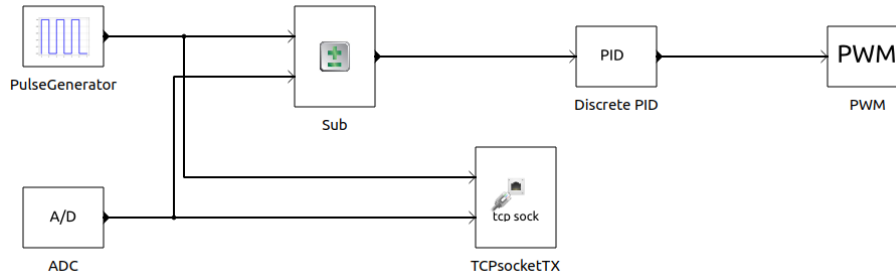 PulseGenerator
Sub
PID
Discrete PID
PWM
PWM
A/D
ADC
tcp sock
TCPsocketTX